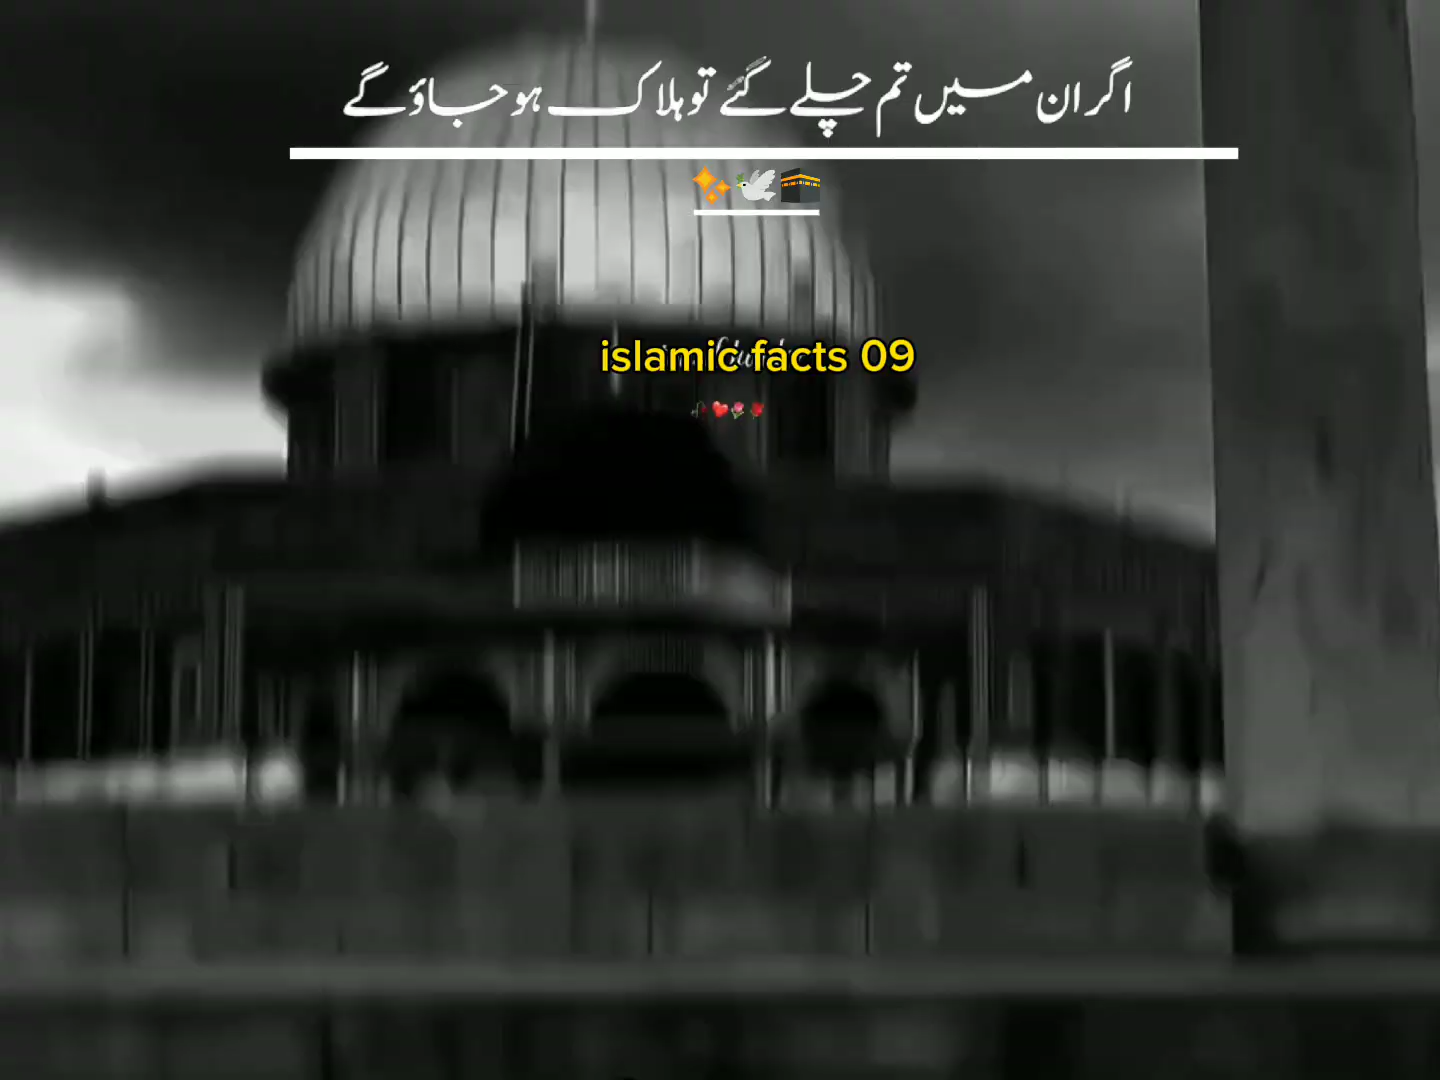 اگر ان میں تم چلے گئے تو ہلاک ہو جاؤ گے
islamic facts 09